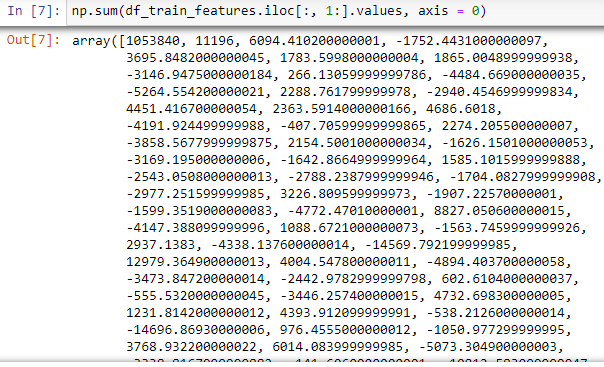 In [7]: np.sum(df_train_features.iloc[:, 1:].values, axis = 0)
Out[7]: array([1053840, 11196, 6094.410200000001, -1752.4431000000097,
3695.8482000000045, 1783.5998000000004, 1865.0048999999938,
-3146.9475000000184, 266.13059999999786, -4484.669000000035,
-5264.554200000021, 2288.761799999978, -2940.4546999999834,
4451.416700000054, 2363.5914000000166, 4686.6018,
-4191.924499999988, -407.70599999999865, 2274.205500000007,
-3858.5677999999875, 2154.5001000000034, -1626.1501000000053,
-3169.195000000006, -1642.8664999999964, 1585.1015999999888,
-2543.0508000000013, -2788.2387999999946, -1704.0827999999908,
-2977.251599999985, 3226.809599999973, -1907.22570000001,
-1599.3519000000083, -4772.47010000001, 8827.050600000015,
-4147.388099999996, 1088.6721000000073, -1563.7459999999926,
2937.1383, -4338.137600000014, -14569.792199999985,
12979.364900000013, 4004.547800000011, -4894.403700000058,
-3473.847200000014, -2442.9782999999798, 602.6104000000037,
-555.5320000000045, -3446.257400000015, 4732.698300000005,
1231.8142000000012, 4393.912099999991, -538.2126000000014,
-14696.86930000006, 976.4555000000012, -1050.977299999995,
3768.932200000022, 6014.083999999985, -5073.304900000003,